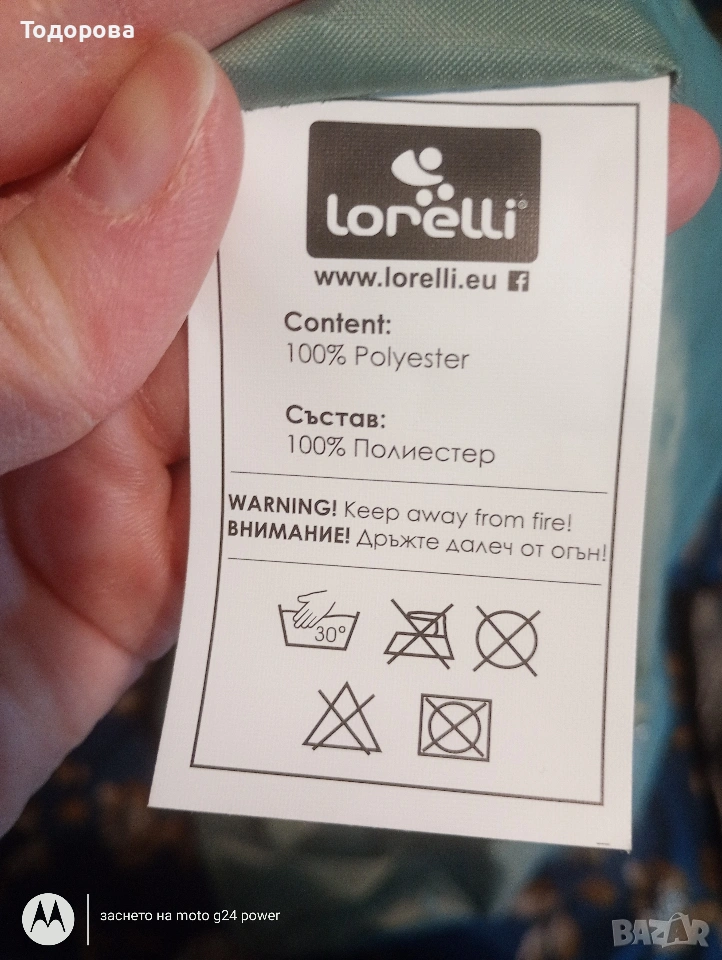 Тодорова
lorelli®
www.lorelli.eu f
Content:
100% Polyester
Състав:
100% Полиестер
WARNING! Keep away from fire!
ВНИМАНИЕ! Дръжте далеч от огън!
30°
заснето на moto g24 power
BAZAR